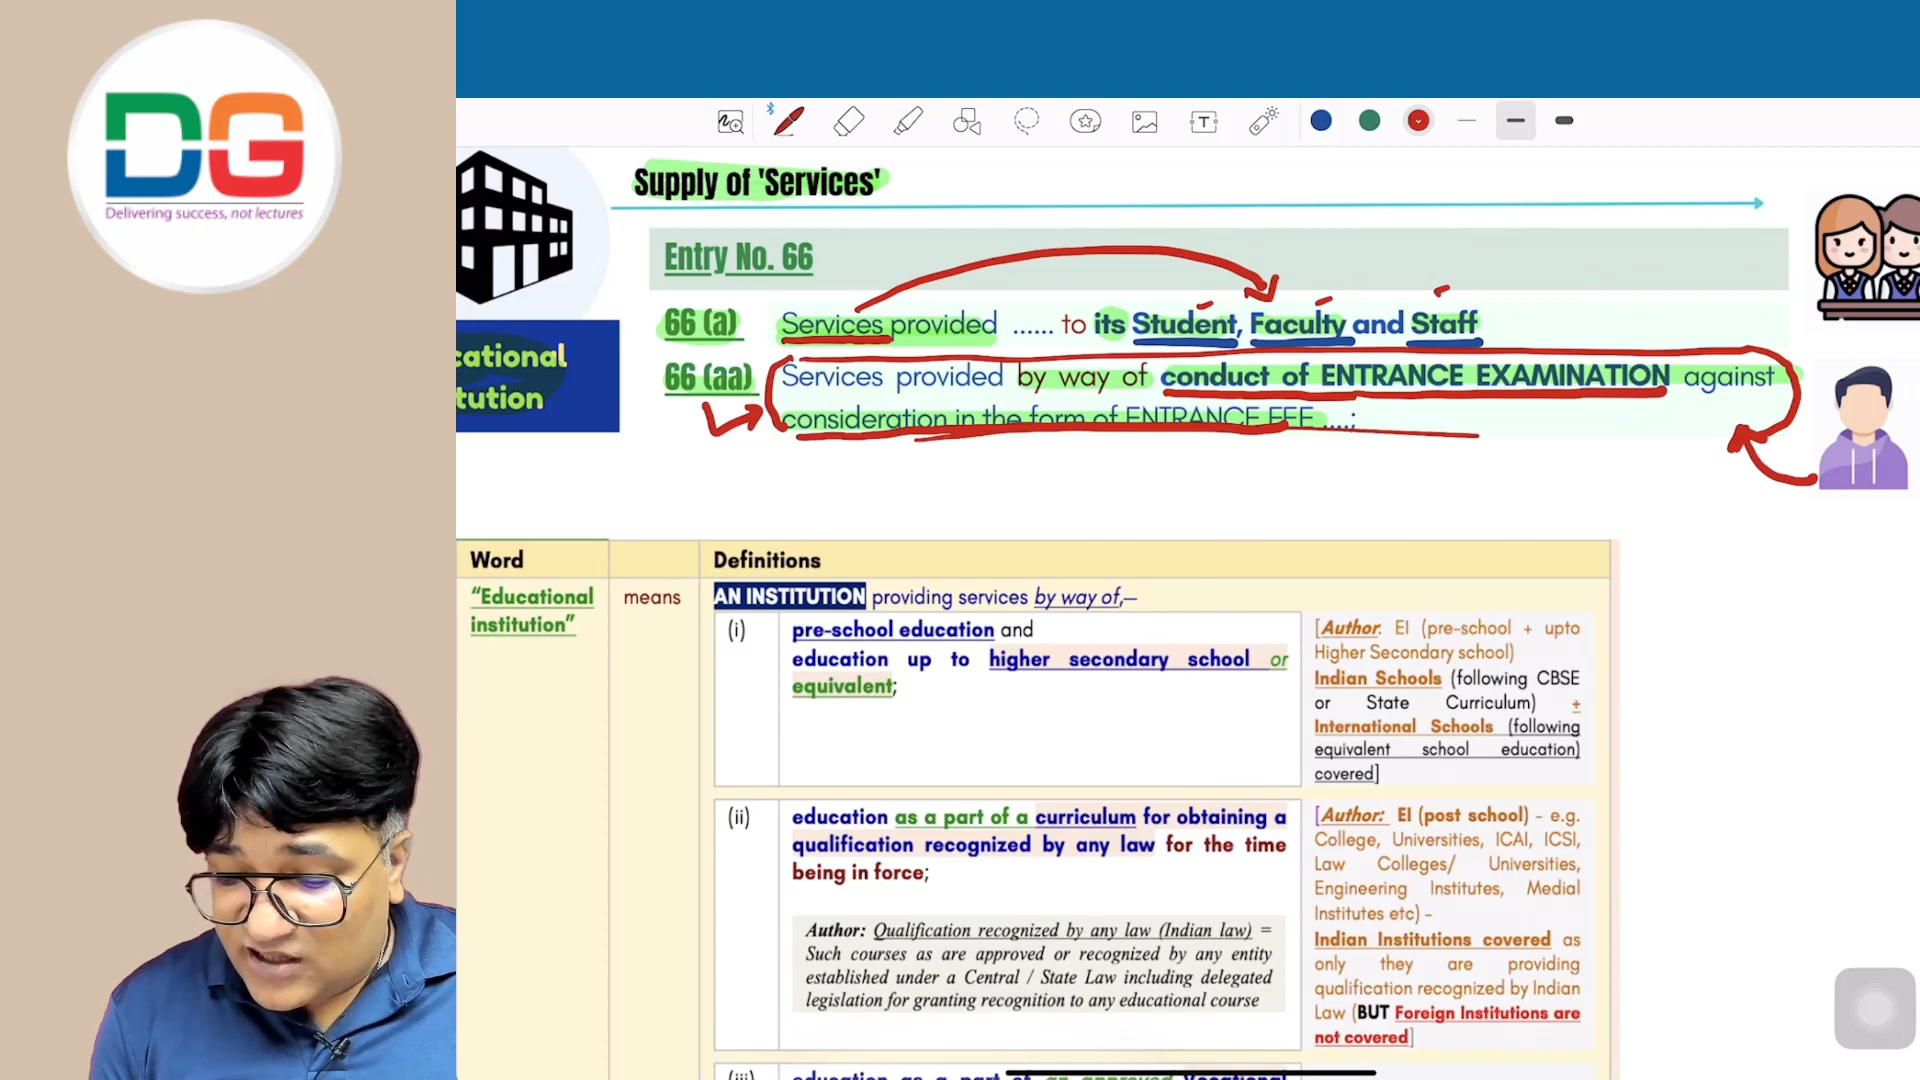 DG
Delivering success, not lectures
T
Supply of 'Services'
Entry No. 66
66 (a) Services provided ...... to its Student, Faculty and Staff
66 (aa) Services provided by way of conduct of ENTRANCE EXAMINATION against
consideration in the form of ENTRANCE FEE ....;
cational
tution
Word Definitions
"Educational institution" means AN INSTITUTION providing services by way of,—
(i) pre-school education and
education up to higher secondary school or
equivalent;
[Author: EI (pre-school + upto
Higher Secondary school)
Indian Schools (following CBSE
or State Curriculum) +
International Schools (following
equivalent school education)
covered]
(ii) education as a part of a curriculum for obtaining a
qualification recognized by any law for the time
being in force;
Author: Qualification recognized by any law (Indian law) =
Such courses as are approved or recognized by any entity
established under a Central / State Law including delegated
legislation for granting recognition to any educational course
[Author: EI (post school) - e.g.
College, Universities, ICAI, ICSI,
Law Colleges/ Universities,
Engineering Institutes, Medial
Institutes etc) -
Indian Institutions covered as
only they are providing
qualification recognized by Indian
Law (BUT Foreign Institutions are
not covered]
(iii) education as a part of an approved Vocational